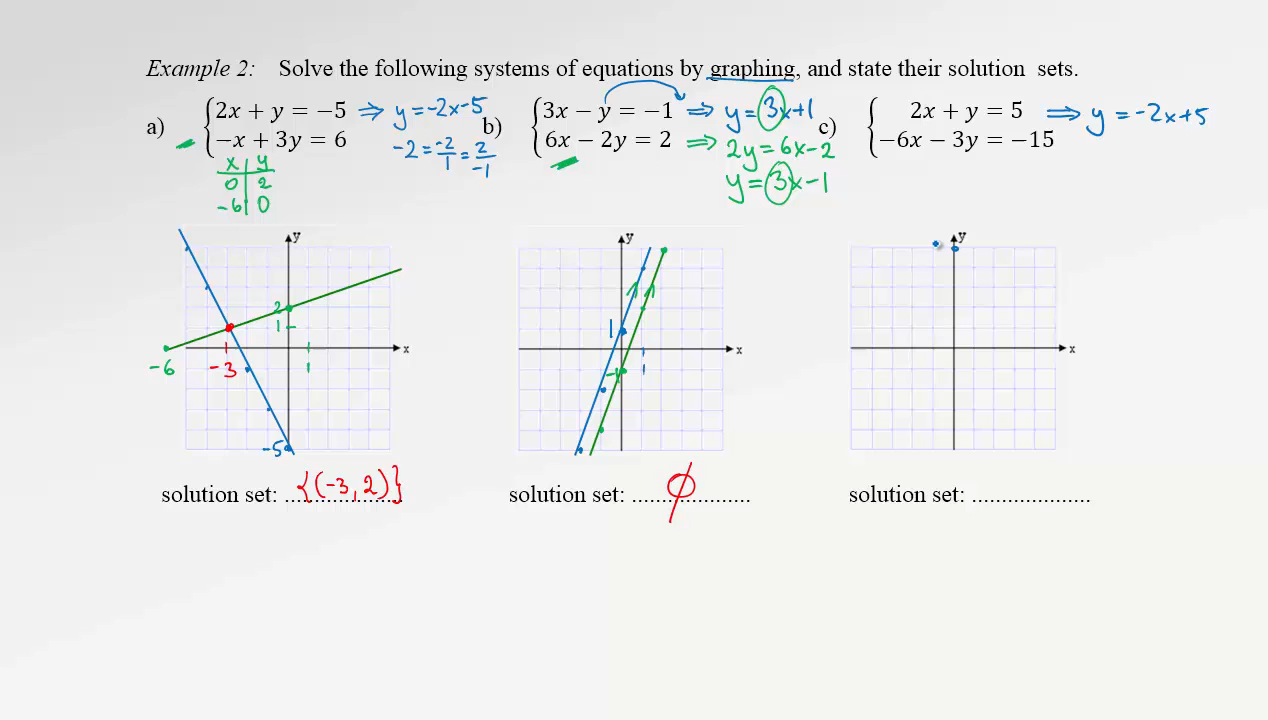 Example 2: Solve the following systems of equations by graphing, and state their solution sets.
a) {2x + y = −5 ⇒ y = -2x-5
−x + 3y = 6
-2 = -2/1 = 2/-1
x | y
0 | 2
-6 | 0
b) {3x − y = −1 ⇒ y = 3x+1
6x − 2y = 2 ⇒ 2y = 6x-2
y = 3x-1
c) {2x + y = 5 ⇒ y = -2x+5
−6x − 3y = −15
y
2
1
x
-6
-3
1
-5
y
1
x
-1
1
y
x
solution set: {(-3, 2)}
solution set: ∅
solution set: ....................